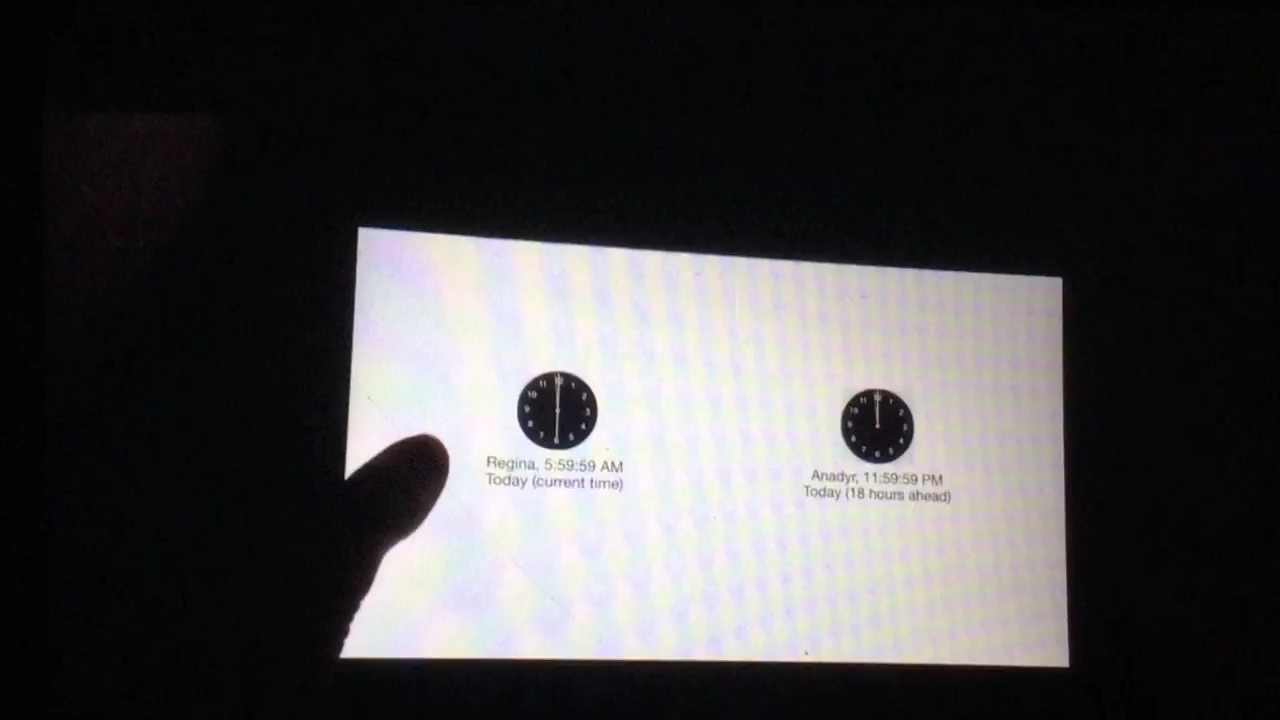 Regina, 5:59:59 AM
Today (current time)
Anadyr, 11:59:59 PM
Today (18 hours ahead)